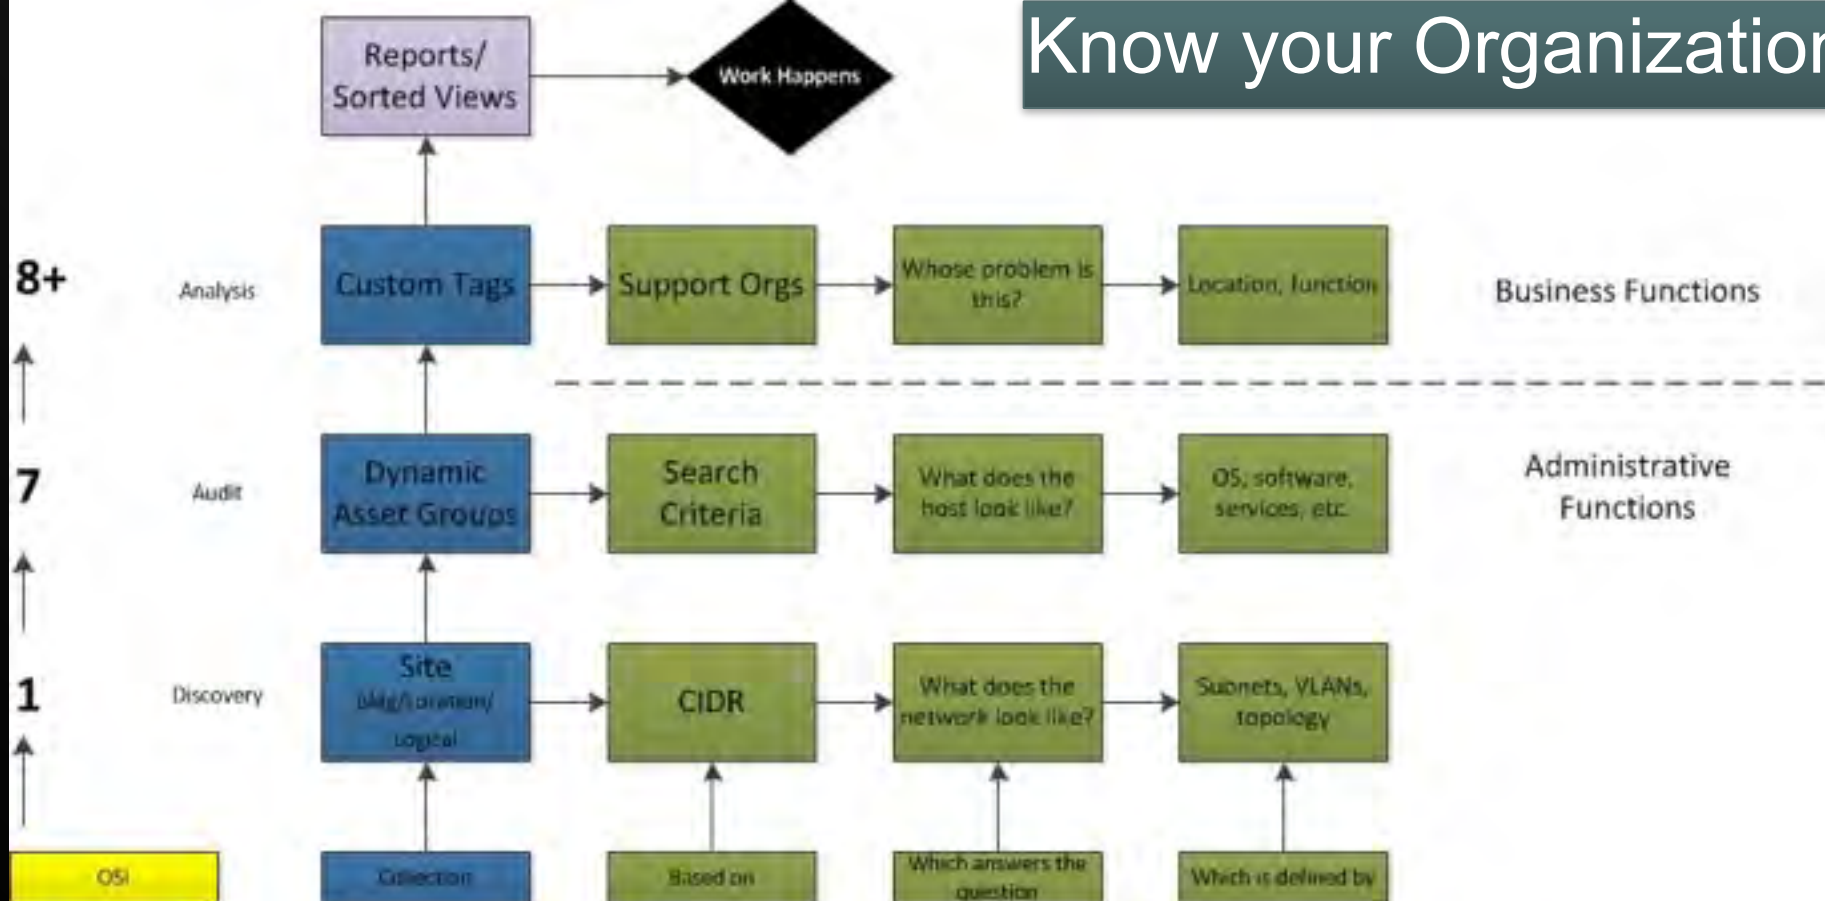 Know your Organization
Reports/
Sorted Views
Work Happens
8+
Analysis
Custom Tags
Support Orgs
Whose problem is
this?
Location, function
Business Functions
7
Audit
Dynamic
Asset Groups
Search
Criteria
What does the
host look like?
OS, software,
services, etc.
Administrative
Functions
1
Discovery
Site
Bldg/Location/
Logical
CIDR
What does the
network look like?
Subnets, VLANs,
topology
OSI
Collection
Based on
Which answers the
question
Which is defined by